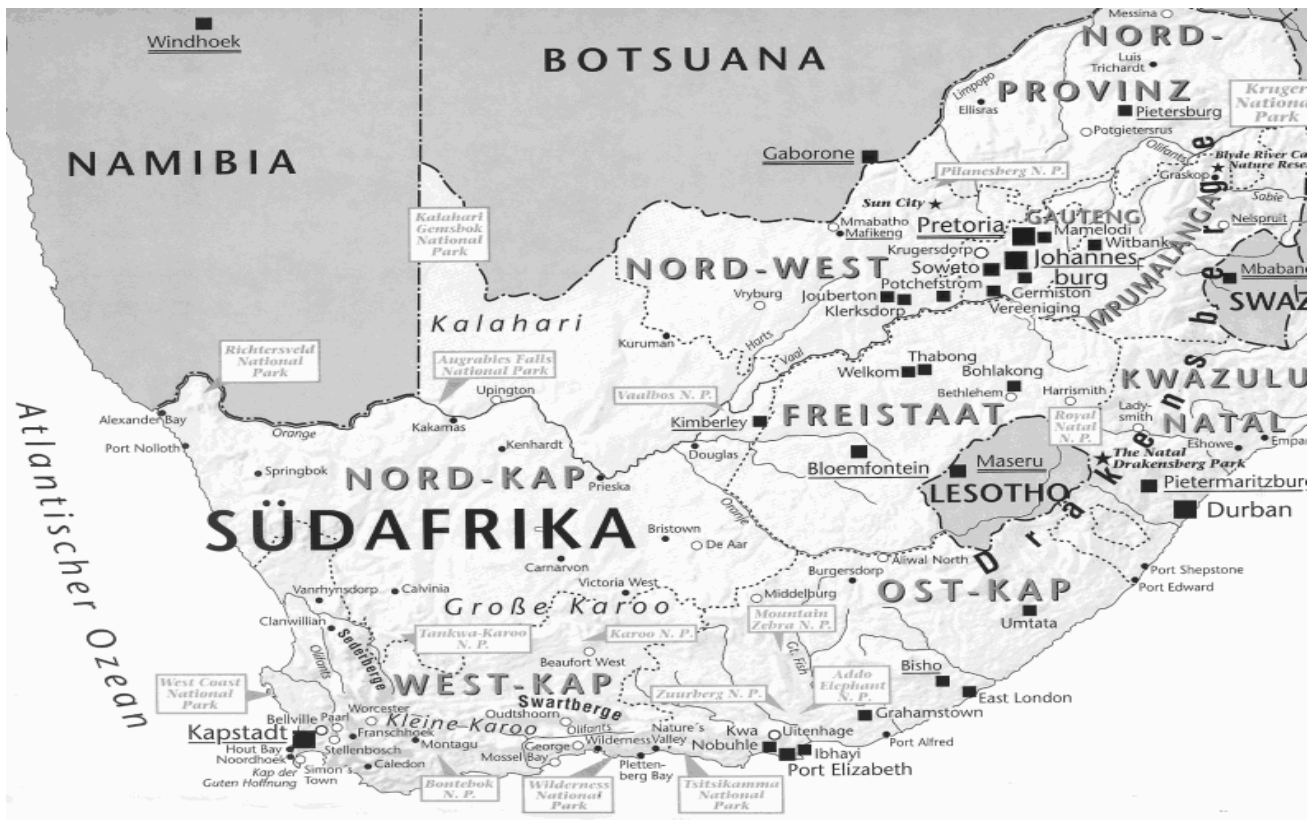 Windhoek
NAMIBIA
BOTSUANA
Gaborone
Messina
NORD-
PROVINZ
Luis
Trichardt
Limpopo
Ellisras
Pietersburg
Potgietersrus
Kruger
National
Park
Olifants
Blyde River Ca
Nature Rese
Graskop
Sabie
Nelspruit
Pilanesberg N. P.
Sun City
Mmabatho
Mafikeng
Pretoria
GAUTENG
Mamelodi
Witbank
Krugersdorp
Johannes-
burg
Soweto
Potchefstrom
Germiston
Vereeniging
Jouberton
Klerksdorp
MPUMALANGA
Mbabane
SWAZ
NORD-WEST
Vryburg
Kuruman
Harts
Vaal
Kalahari
Gemsbok
National
Park
Kalahari
Richtersveld
National
Park
Augrabies Falls
National Park
Upington
Kakamas
Vaalbos N. P.
Kimberley
Welkom
Thabong
Bohlakong
Bethlehem
Harrismith
FREISTAAT
Bloemfontein
Royal
Natal
N. P.
KWAZULU
NATAL
Lady-
smith
Eshowe
Empan
The Natal
Drakensberg Park
Pietermaritzburg
Durban
Maseru
LESOTHO
Drakensberge
Atlantischer Ozean
Alexander Bay
Port Nolloth
Orange
Springbok
Kenhardt
NORD-KAP
Prieska
Douglas
SÜDAFRIKA
Oranje
Bristown
De Aar
Carnarvon
Victoria West
Vanrhynsdorp
Calvinia
Große Karoo
Clanwillian
Sederberge
Olifants
Tankwa-Karoo
N. P.
Karoo N. P.
Beaufort West
Middelburg
Mountain
Zebra N. P.
Gt. Fish
Burgersdorp
Aliwal North
OST-KAP
Umtata
Port Shepstone
Port Edward
West Coast
National
Park
WEST-KAP
Swartberge
Zuurberg N. P.
Addo
Elephant
N. P.
Bisho
East London
Grahamstown
Port Alfred
Bellville
Paarl
Worcester
Kapstadt
Franschhoek
Kleine Karoo
Oudtshoorn
Olifants
Hout Bay
Noordhoek
Stellenbosch
Montagu
Kap der
Guten Hoffnung
Simon's
Town
Caledon
George
Mossel Bay
Wilderness
Nature's
Valley
Pletten-
berg Bay
Kwa
Nobuhle
Uitenhage
Ibhayi
Port Elizabeth
Bontebok
N. P.
Wilderness
National
Park
Tsitsikamma
National
Park